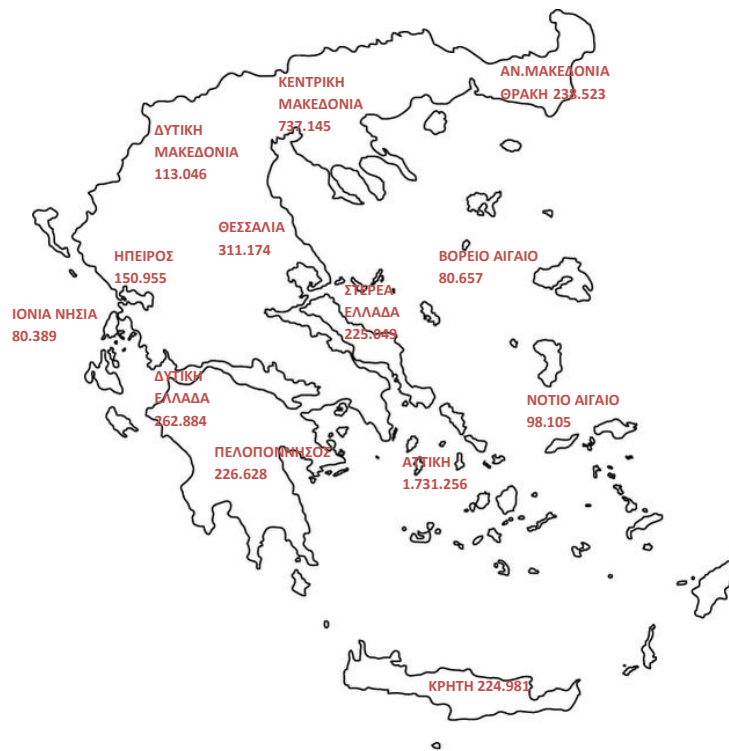 ΑΝ.ΜΑΚΕΔΟΝΙΑ
ΘΡΑΚΗ 238.523
ΚΕΝΤΡΙΚΗ
ΜΑΚΕΔΟΝΙΑ
737.145
ΔΥΤΙΚΗ
ΜΑΚΕΔΟΝΙΑ
113.046
ΘΕΣΣΑΛΙΑ
311.174
ΗΠΕΙΡΟΣ
150.955
ΒΟΡΕΙΟ ΑΙΓΑΙΟ
80.657
ΣΤΕΡΕΑ
ΕΛΛΑΔΑ
225.049
ΙΟΝΙΑ ΝΗΣΙΑ
80.389
ΔΥΤΙΚΗ
ΕΛΛΑΔΑ
262.884
ΝΟΤΙΟ ΑΙΓΑΙΟ
98.105
ΠΕΛΟΠΟΝΝΗΣΟΣ
226.628
ΑΤΤΙΚΗ
1.731.256
ΚΡΗΤΗ 224.981